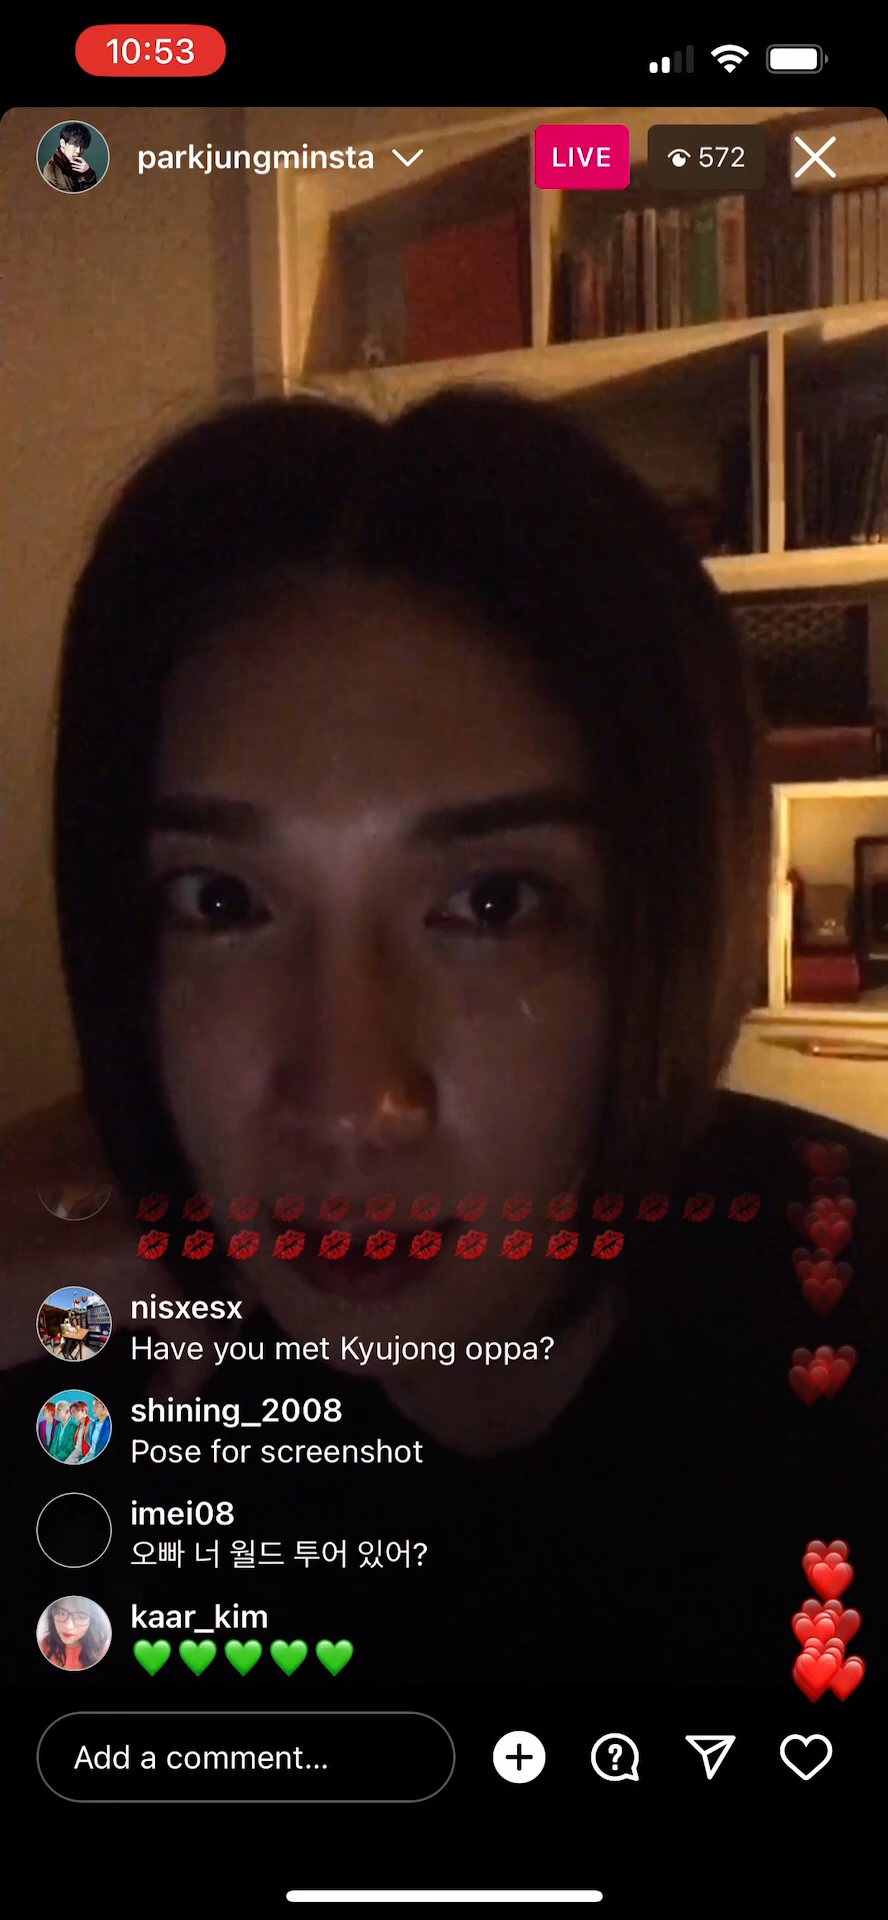 10:53
parkjungminsta
LIVE
572
nisxesx
Have you met Kyujong oppa?
shining_2008
Pose for screenshot
imei08
오빠 너 월드 투어 있어?
kaar_kim
Add a comment...